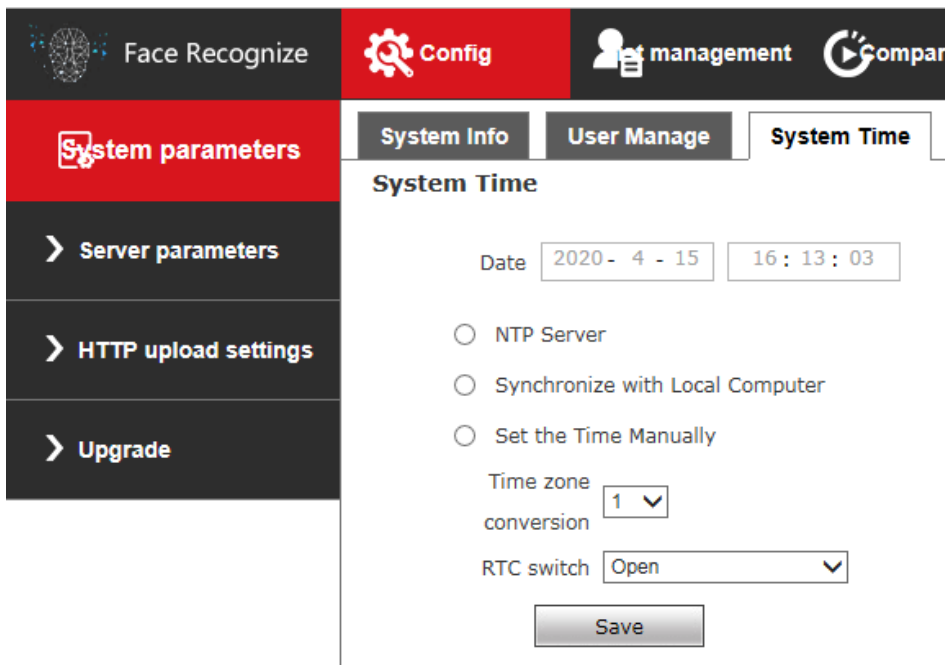 Face Recognize
Config
management
System parameters
System Info
User Manage
System Time
System Time
Server parameters
Date 2020 - 4 - 15 16 : 13 : 03
NTP Server
HTTP upload settings
Synchronize with Local Computer
Set the Time Manually
Upgrade
Time zone
conversion
1
RTC switch Open
Save